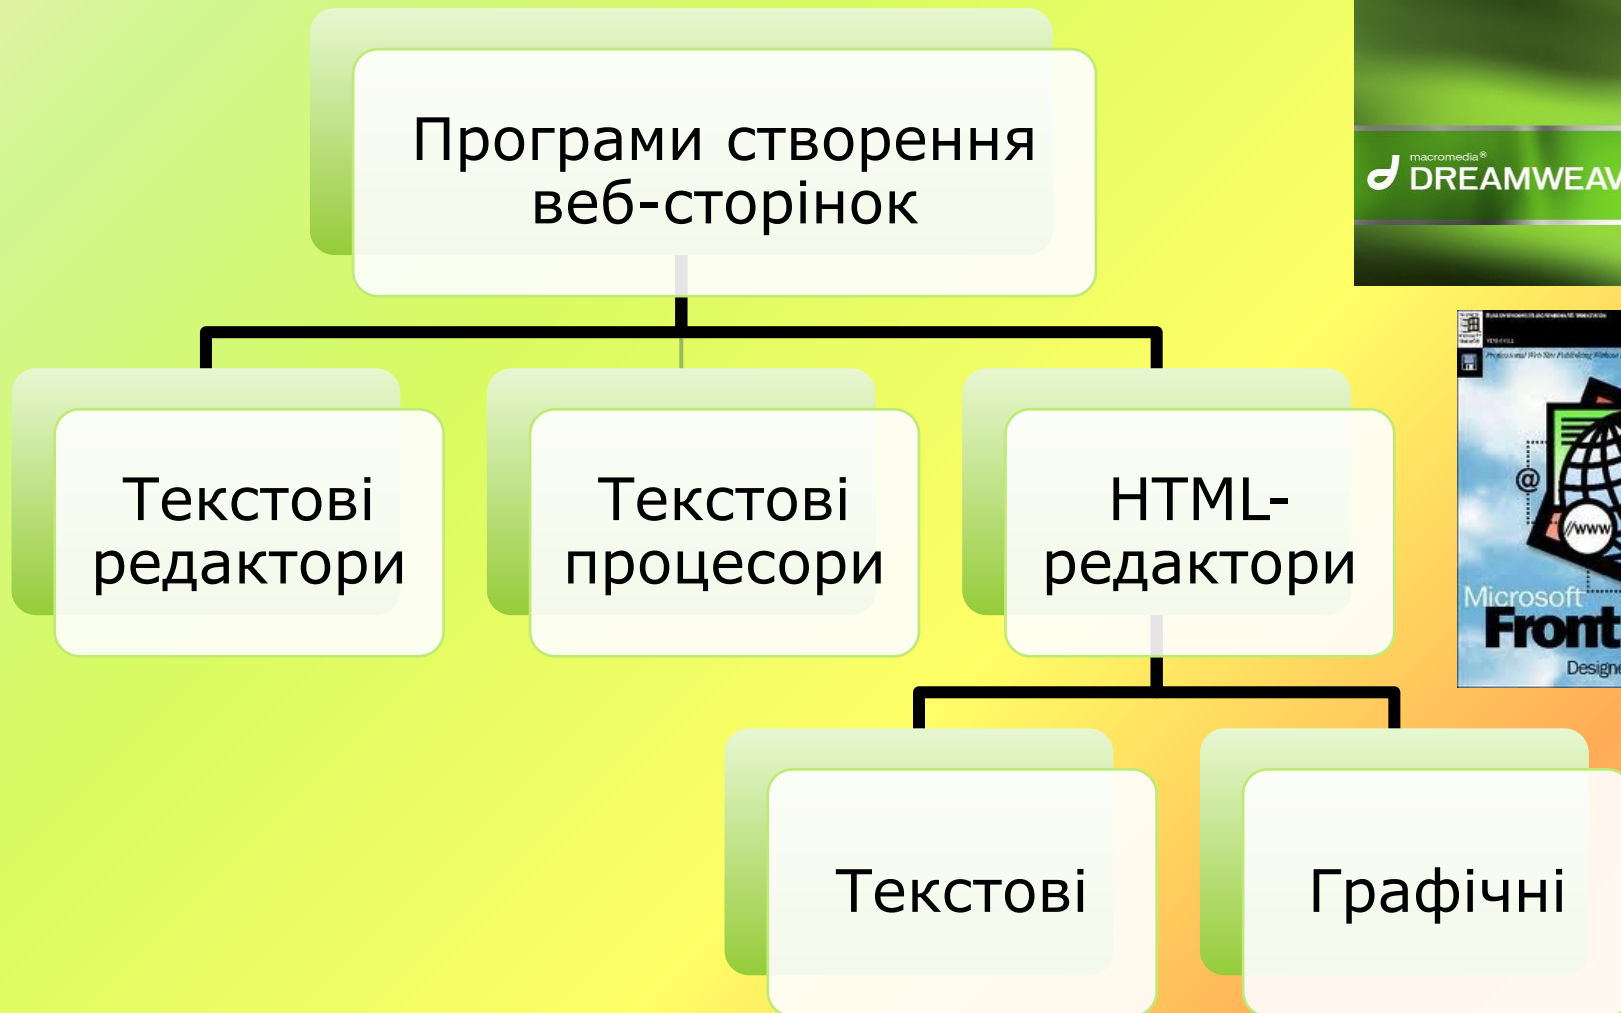 Програми створення
веб-сторінок
macromedia®
DREAMWEAV
Текстові
редактори
Текстові
процесори
HTML-
редактори
@
//www
Microsoft
Front
Designe
Текстові
Графічні